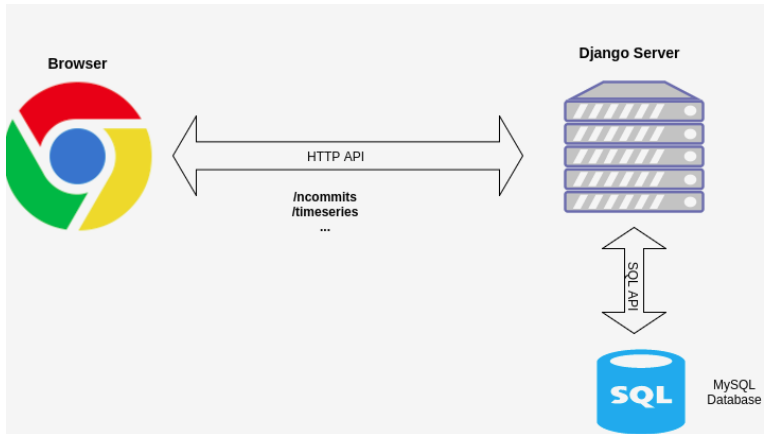 Browser
Django Server
HTTP API
/ncommits
/timeseries
...
SQL API
SQL
MySQL
Database